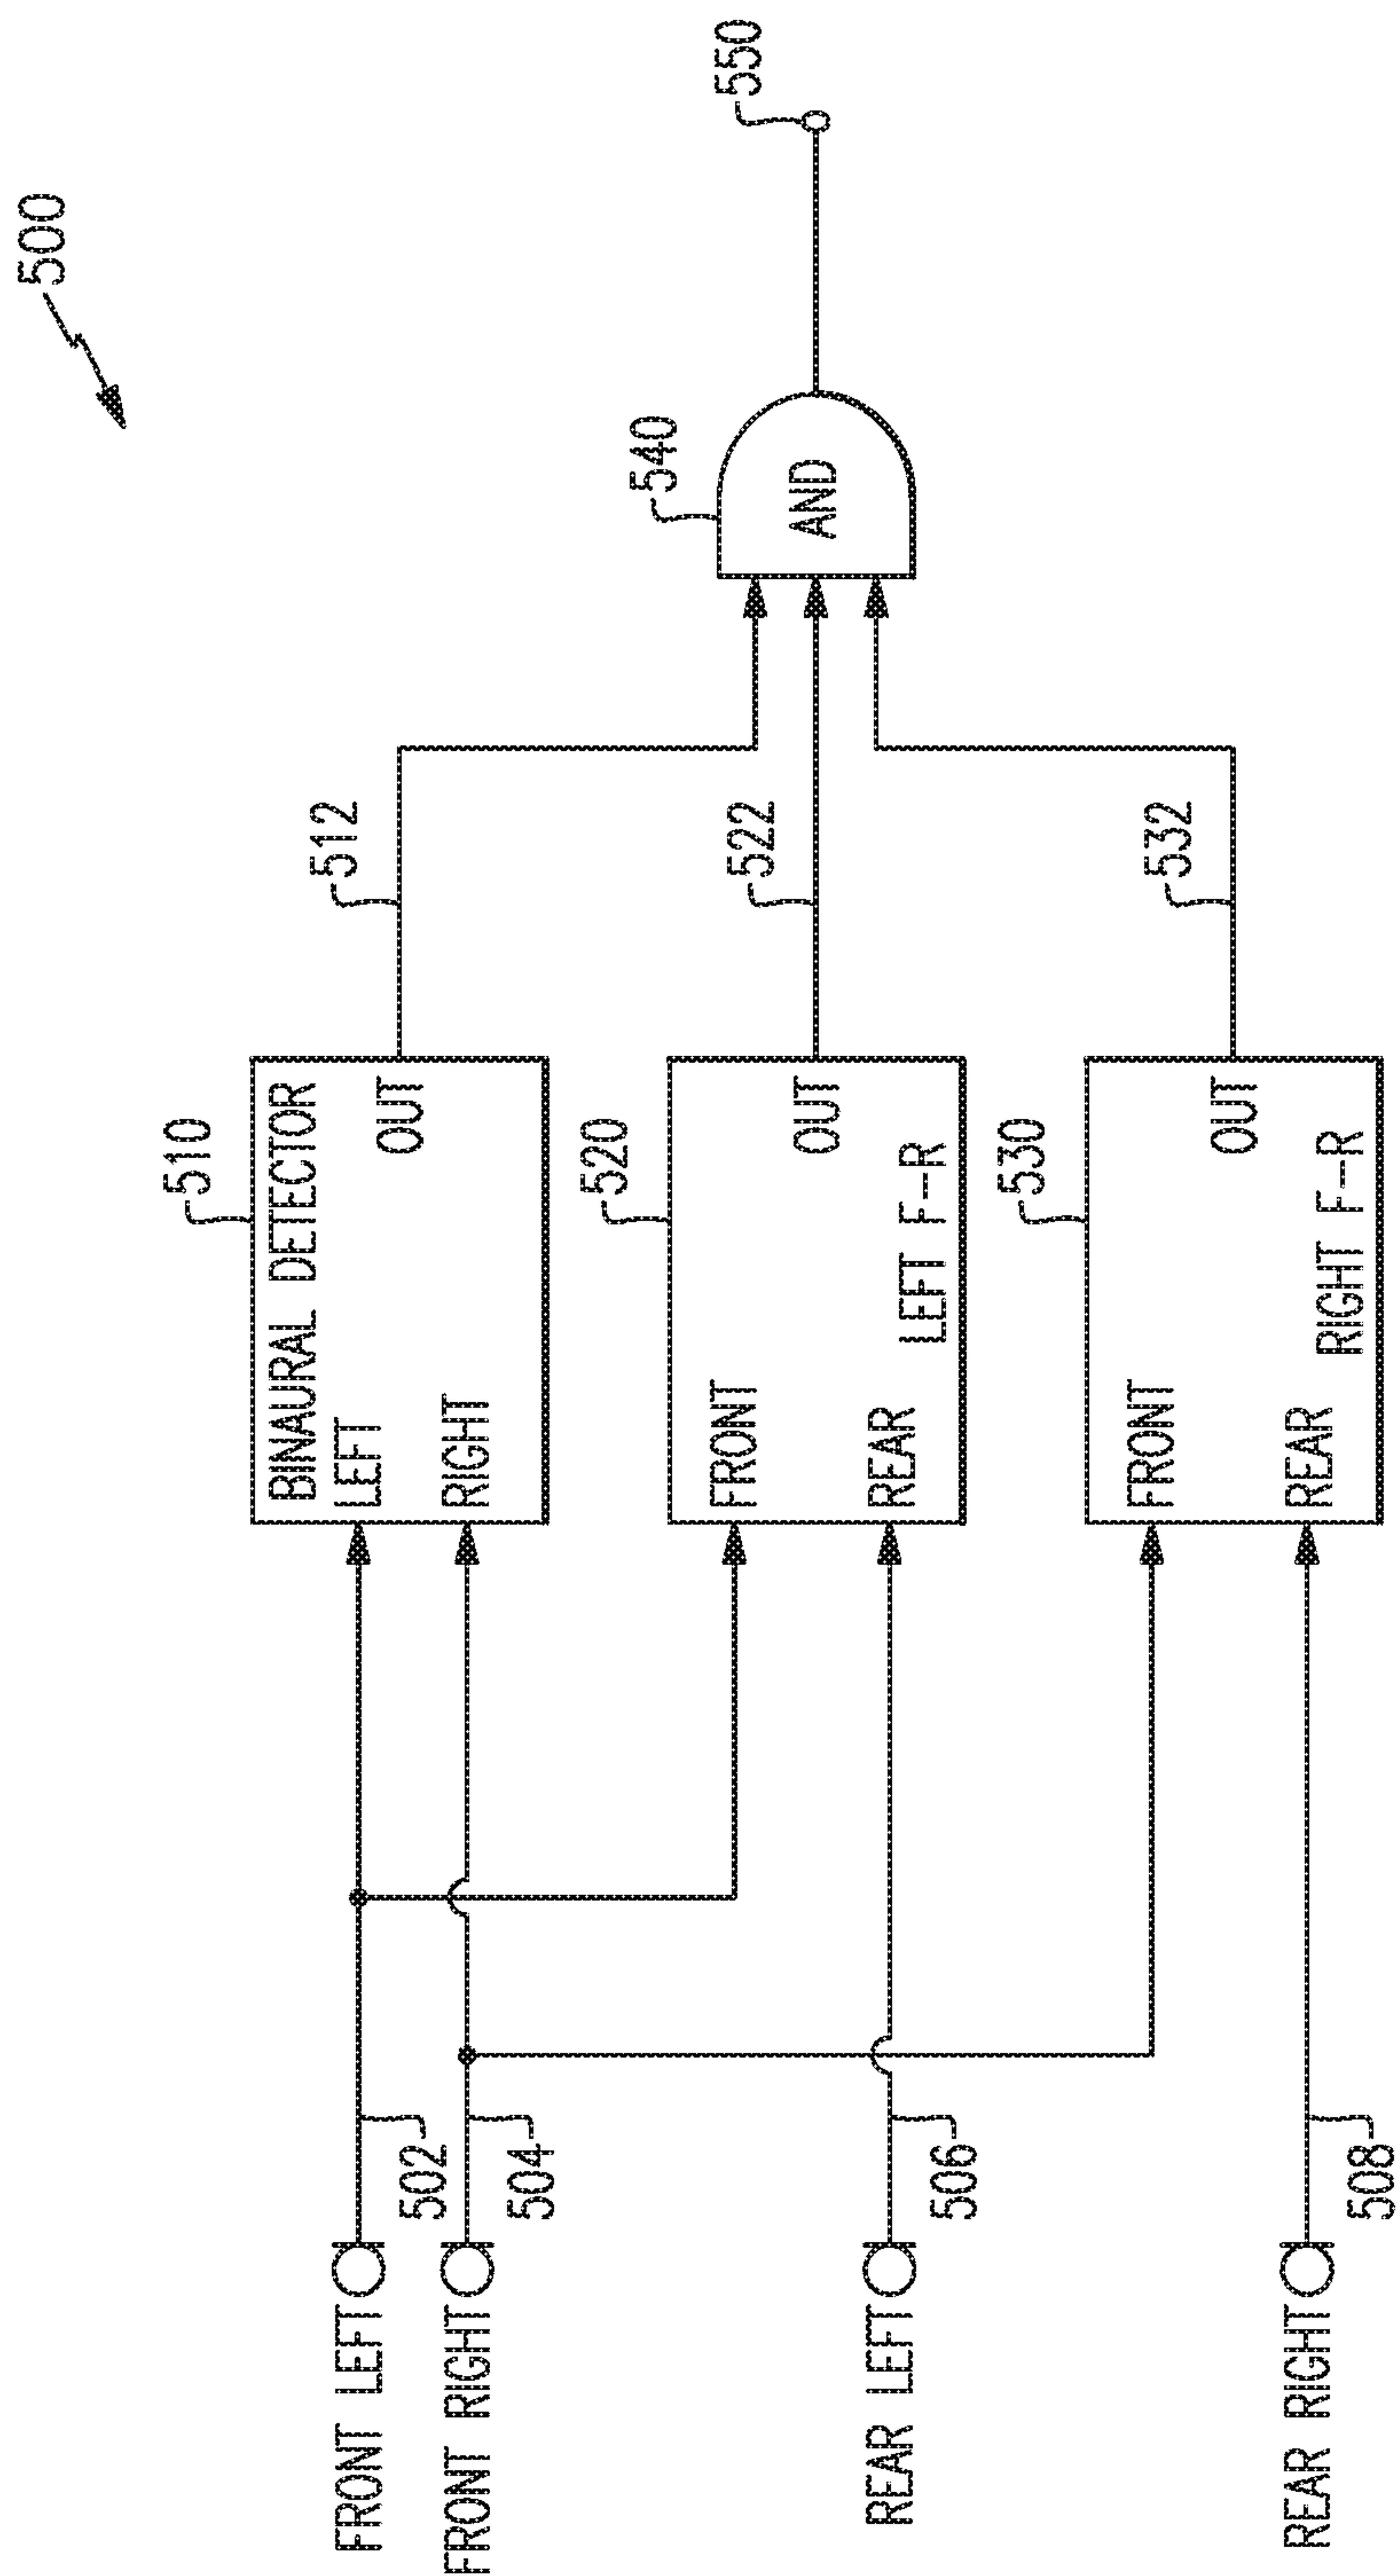 500
FRONT LEFT
502
FRONT RIGHT
504
REAR LEFT
506
REAR RIGHT
508
510
BINAURAL DETECTOR
LEFT
OUT
RIGHT
512
520
FRONT
OUT
REAR
LEFT F-R
522
530
FRONT
OUT
REAR
RIGHT F-R
532
540
AND
550